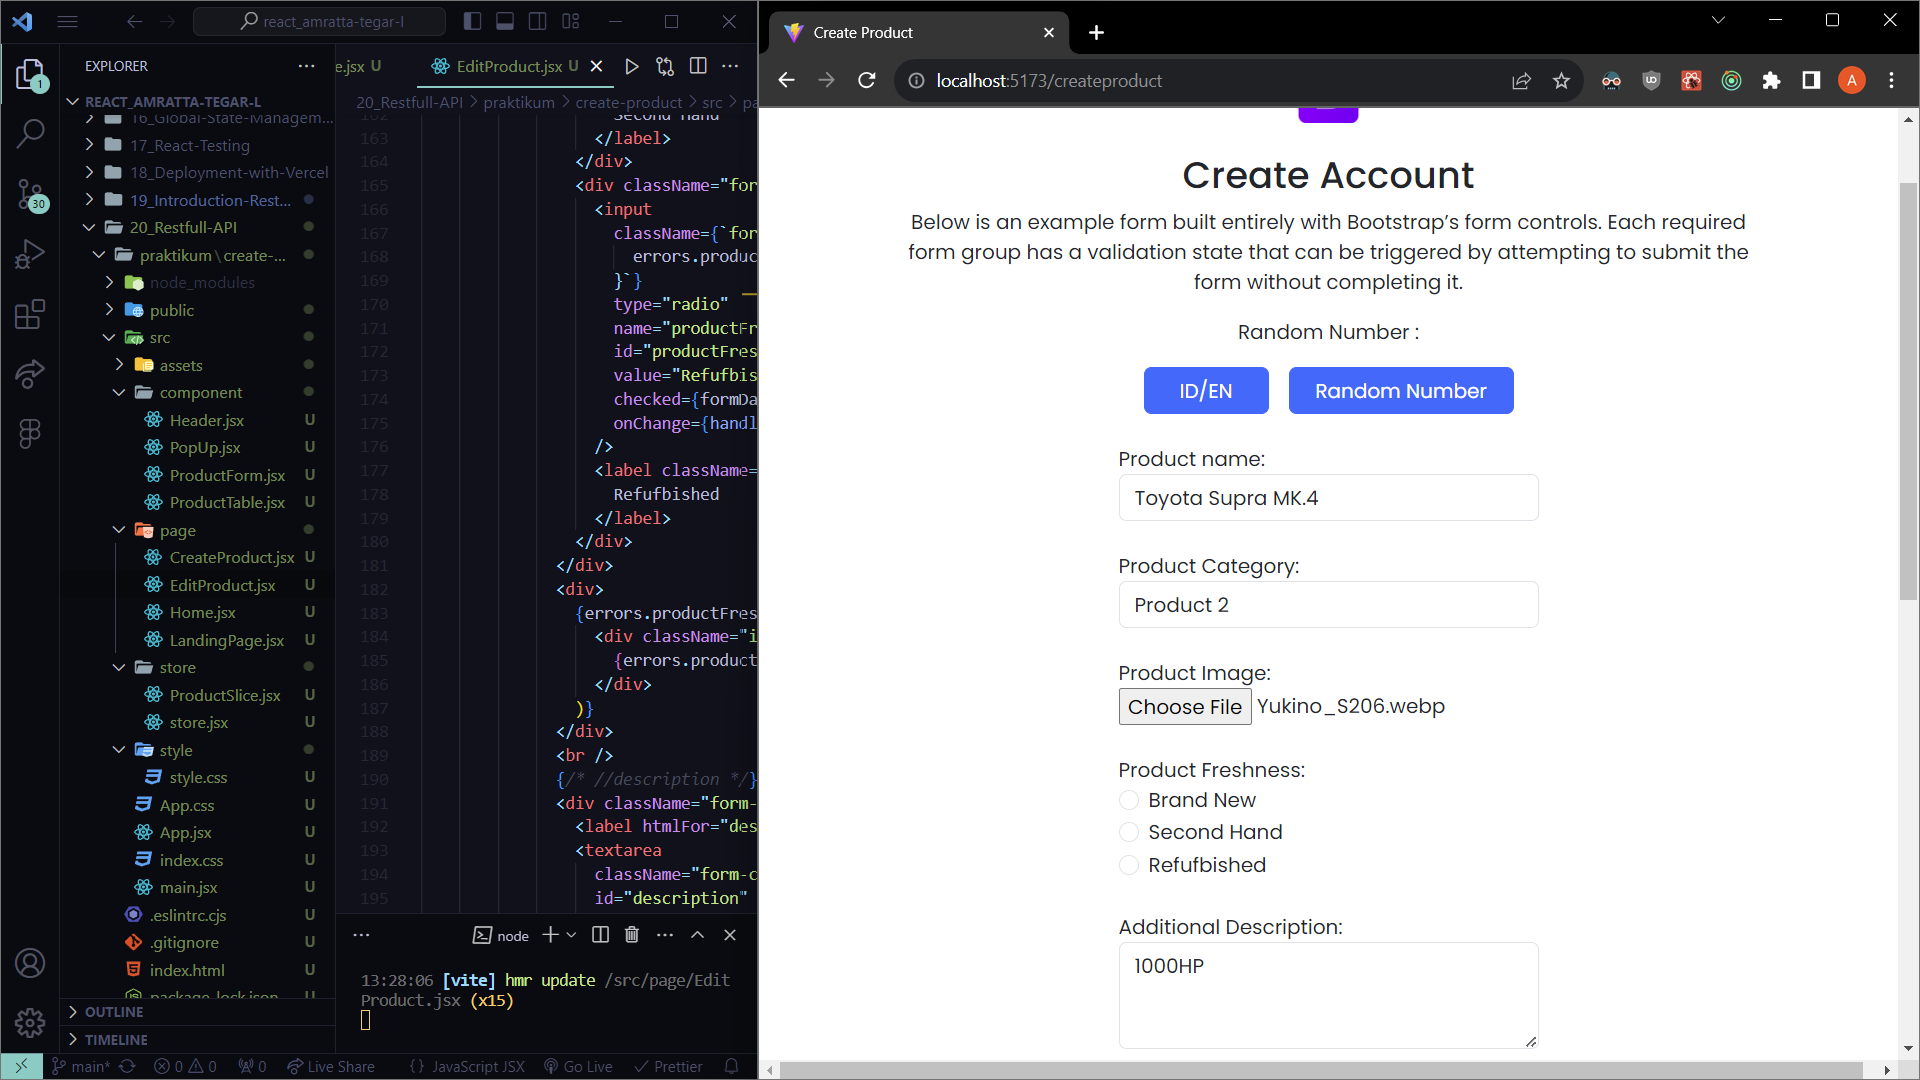 react_amratta-tegar-l
EXPLORER
REACT_AMRATTA-TEGAR-L
16_Global-State-Managem...
17_React-Testing
18_Deployment-with-Vercel
19_Introduction-Rest...
20_Restfull-API
praktikum\create-...
node_modules
public
src
assets
component
Header.jsx U
PopUp.jsx U
ProductForm.jsx U
ProductTable.jsx U
page
CreateProduct.jsx U
EditProduct.jsx U
Home.jsx U
LandingPage.jsx U
store
ProductSlice.jsx U
store.jsx U
style
style.css U
App.css U
App.jsx U
index.css U
main.jsx U
.eslintrc.cjs U
.gitignore U
index.html U
package-lock.json U
OUTLINE
TIMELINE
1
30
e.jsx U
EditProduct.jsx U
20_Restfull-API > praktikum > create-product > src > pa
162 Second Hand
163 </label>
164 </div>
165 <div className="for
166 <input
167 className={`for
168 errors.produc
169 }`}
170 type="radio"
171 name="productFr
172 id="productFres
173 value="Refufbis
174 checked={formDa
175 onChange={handl
176 />
177 <label className=
178 Refufbished
179 </label>
180 </div>
181 </div>
182 <div>
183 {errors.productFres
184 <div className="i
185 {errors.product
186 </div>
187 )}
188 </div>
189 <br />
190 {/* //description */}
191 <div className="form-
192 <label htmlFor="des
193 <textarea
194 className="form-c
195 id="description"
node
13:28:06 [vite] hmr update /src/page/Edit
Product.jsx (x15)
main* 0 0 0 Live Share {} JavaScript JSX Go Live Prettier
Create Product
localhost:5173/createproduct
A
Create Account
Below is an example form built entirely with Bootstrap’s form controls. Each required
form group has a validation state that can be triggered by attempting to submit the
form without completing it.
Random Number :
ID/EN
Random Number
Product name:
Toyota Supra MK.4
Product Category:
Product 2
Product Image:
Choose File Yukino_S206.webp
Product Freshness:
Brand New
Second Hand
Refufbished
Additional Description:
1000HP